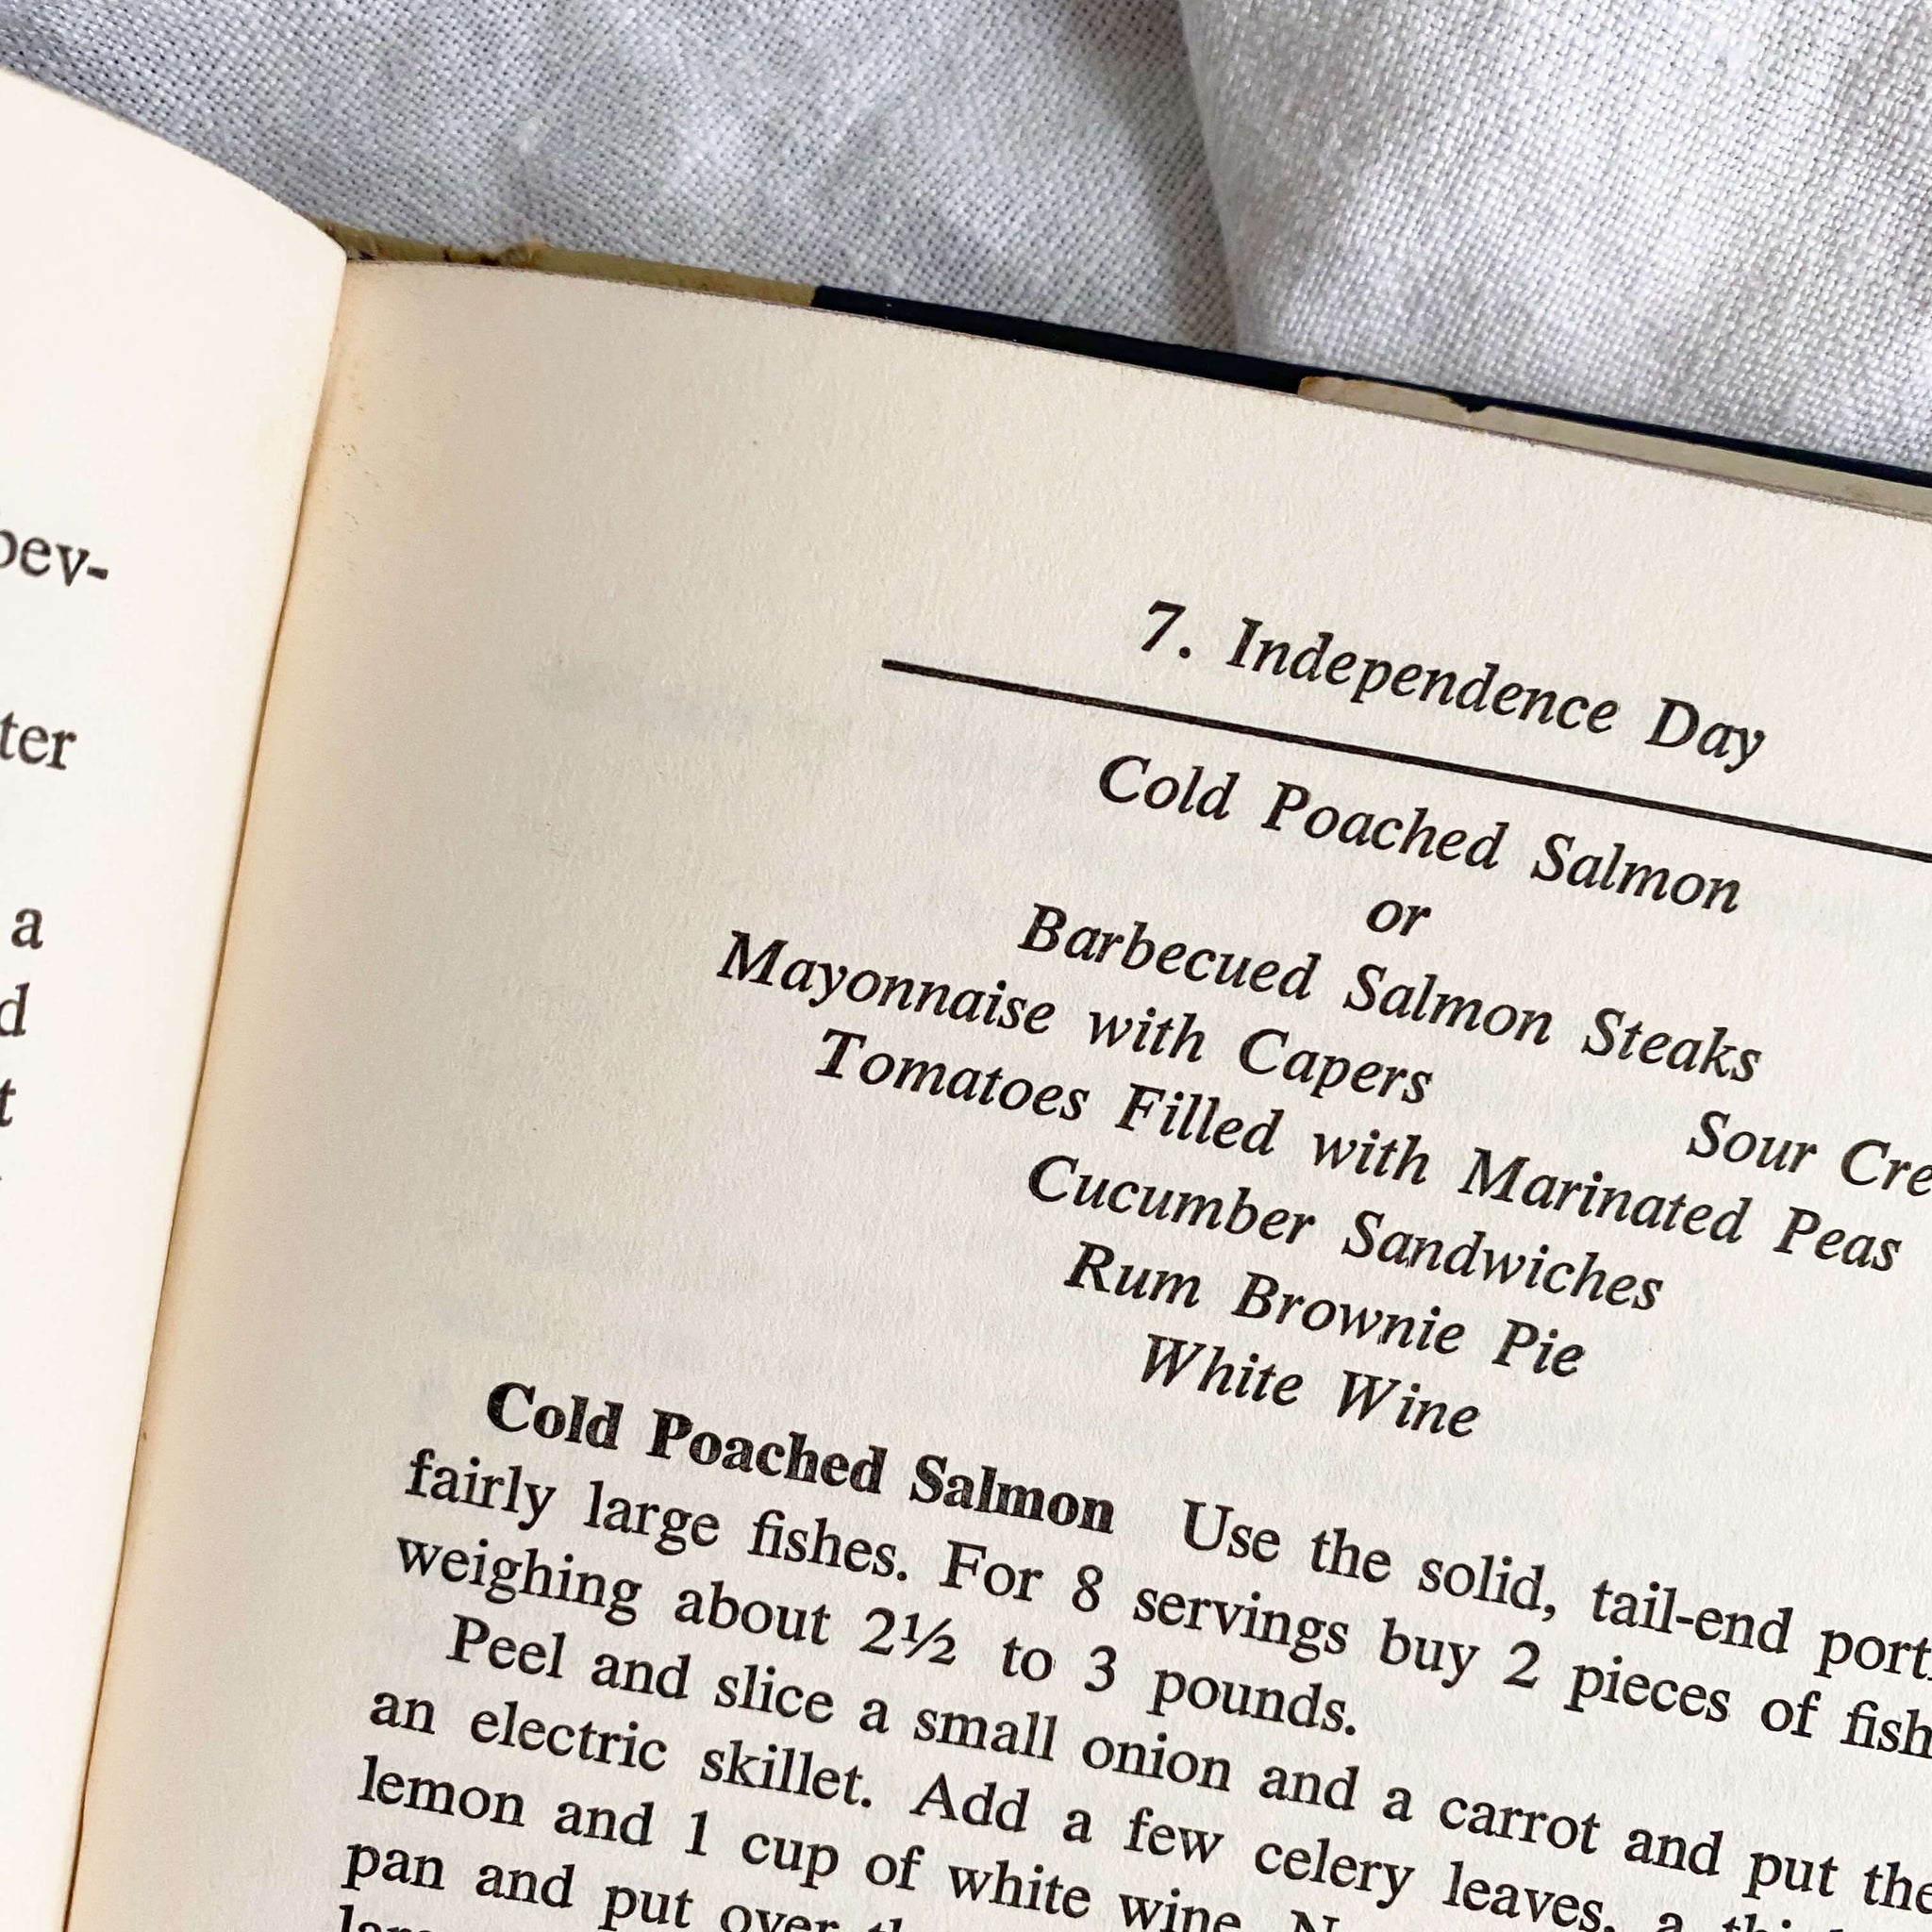 ter
a
7. Independence Day
Cold Poached Salmon
or
Barbecued Salmon Steaks
Mayonnaise with Capers Sour
Tomatoes Filled with Marinated Peas
Cucumber Sandwiches
Rum Brownie Pie
White Wine
Cold Poached Salmon Use the solid, tail-end
fairly large fishes. For 8 servings buy 2 pieces of fish
weighing about 2½ to 3 pounds.
Peel and slice a small onion and a carrot and put
an electric skillet. Add a few celery leaves, a
lemon and 1 cup of white wine.
pan and put over